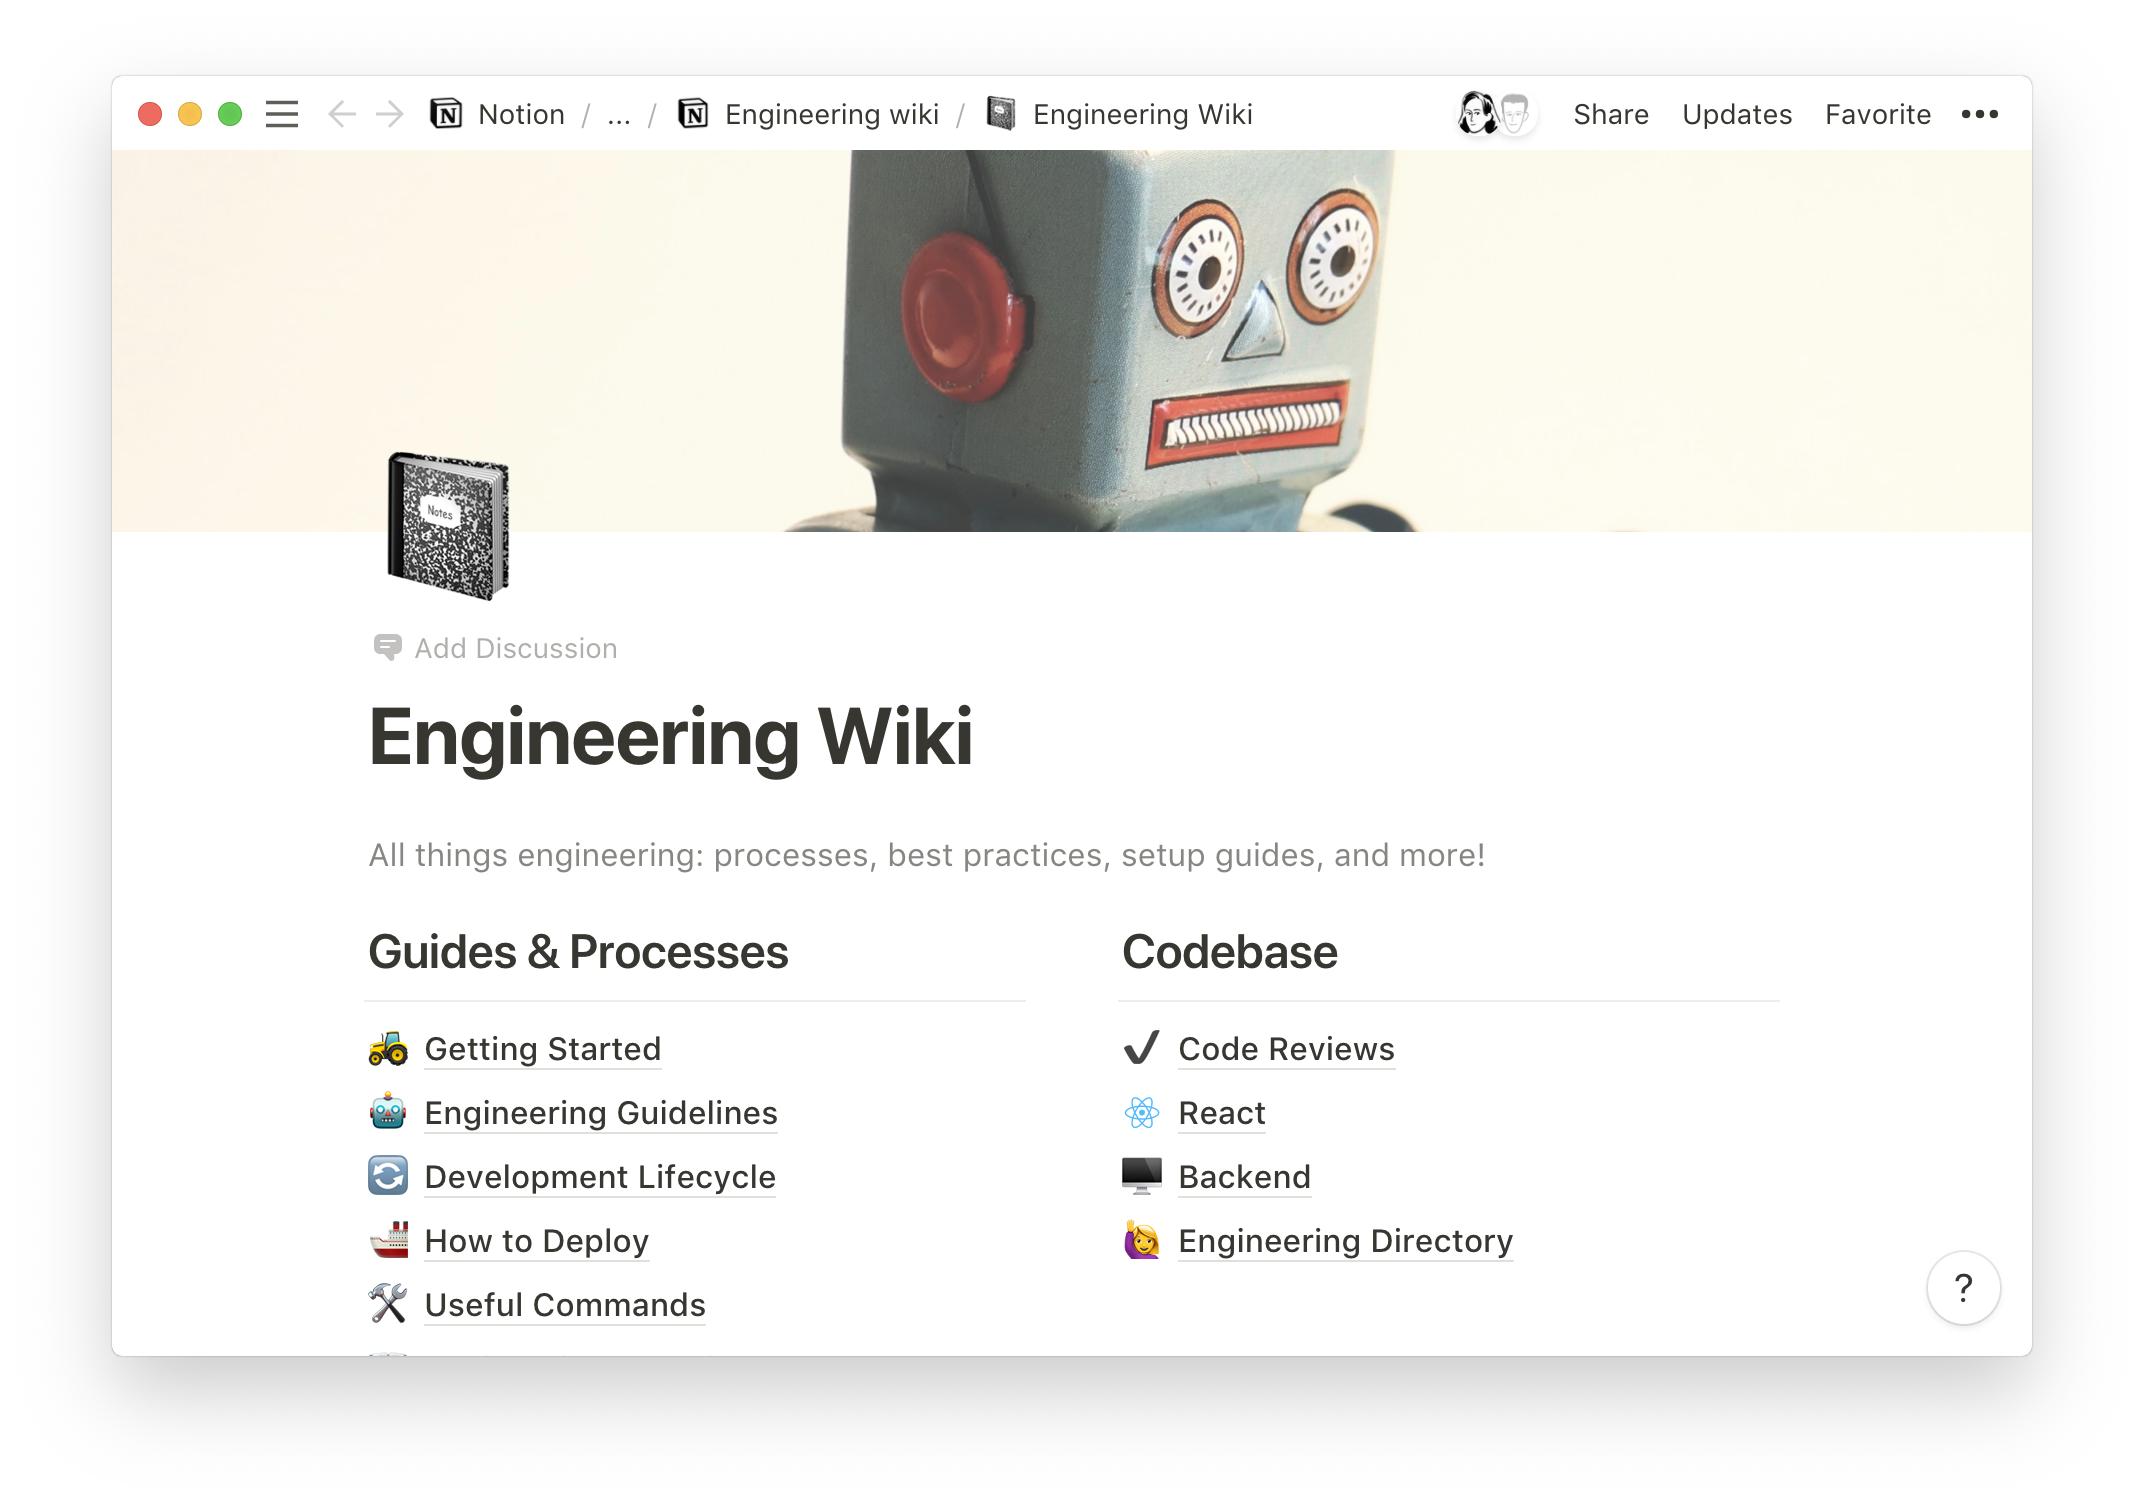 Notion / ... / Engineering wiki / Engineering Wiki
Share Updates Favorite •••
Notes
Add Discussion
Engineering Wiki
All things engineering: processes, best practices, setup guides, and more!
Guides & Processes
Getting Started
Engineering Guidelines
Development Lifecycle
How to Deploy
Useful Commands
Codebase
Code Reviews
React
Backend
Engineering Directory
?